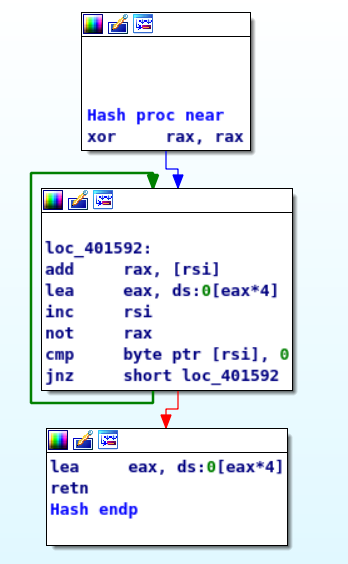 Hash proc near
xor     rax, rax
loc_401592:
add     rax, [rsi]
lea     eax, ds:0[eax*4]
inc     rsi
not     rax
cmp     byte ptr [rsi], 0
jnz     short loc_401592
lea     eax, ds:0[eax*4]
retn
Hash endp